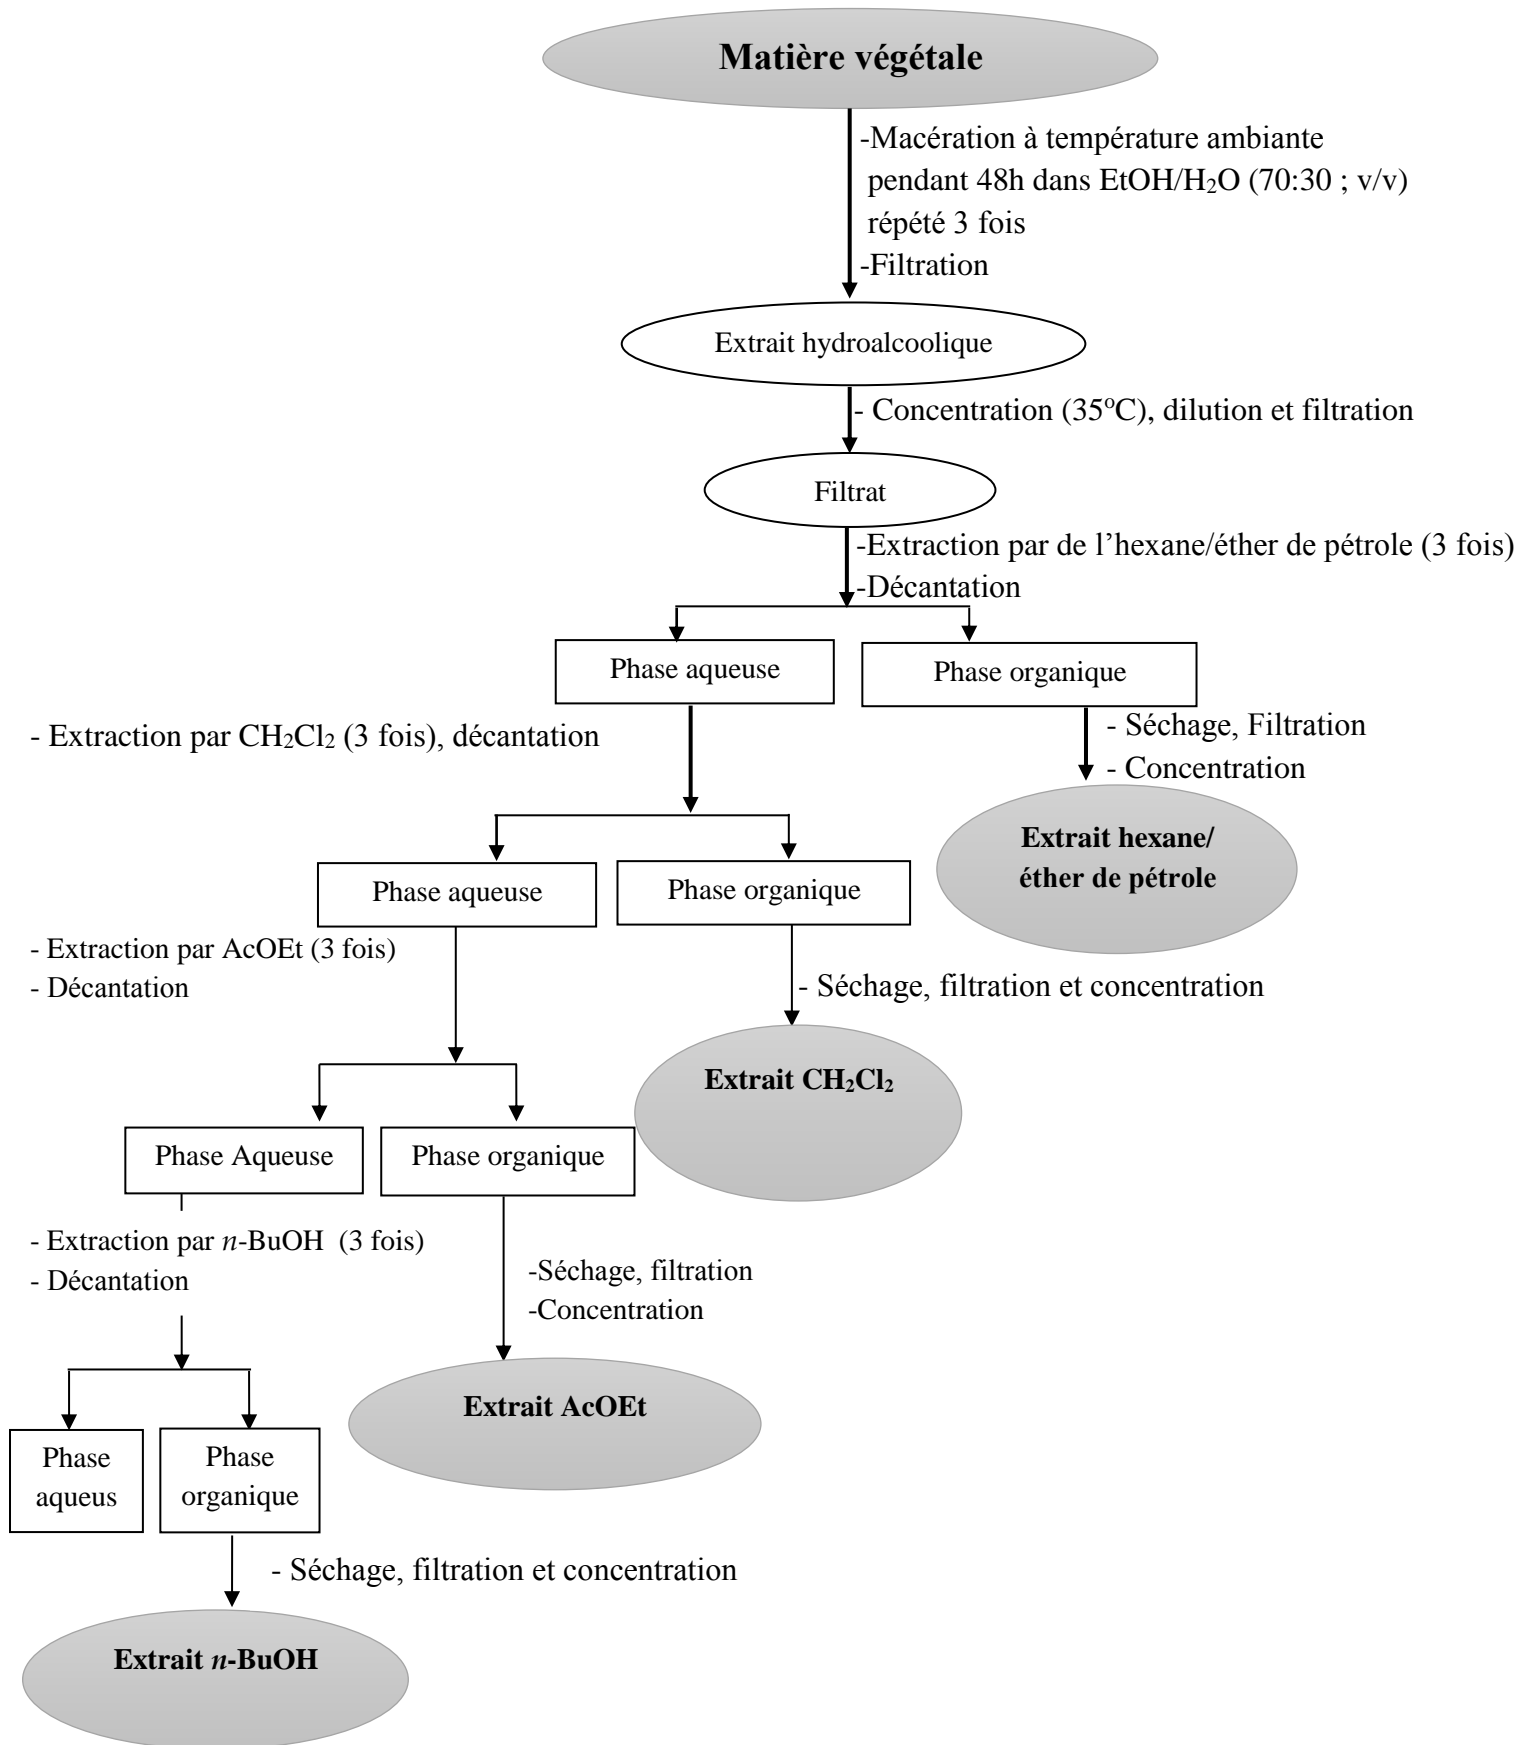 Matière végétale
-Macération à température ambiante
pendant 48h dans EtOH/H₂O (70:30 ; v/v)
répété 3 fois
-Filtration
Extrait hydroalcoolique
- Concentration (35°C), dilution et filtration
Filtrat
-Extraction par de l’hexane/éther de pétrole (3 fois)
-Décantation
Phase aqueuse
Phase organique
- Extraction par CH₂Cl₂ (3 fois), décantation
- Séchage, Filtration
- Concentration
Extrait hexane/
éther de pétrole
Phase aqueuse
Phase organique
- Extraction par AcOEt (3 fois)
- Décantation
- Séchage, filtration et concentration
Extrait CH₂Cl₂
Phase Aqueuse
Phase organique
- Extraction par n-BuOH (3 fois)
- Décantation
-Séchage, filtration
-Concentration
Extrait AcOEt
Phase
aqueus
Phase
organique
- Séchage, filtration et concentration
Extrait n-BuOH